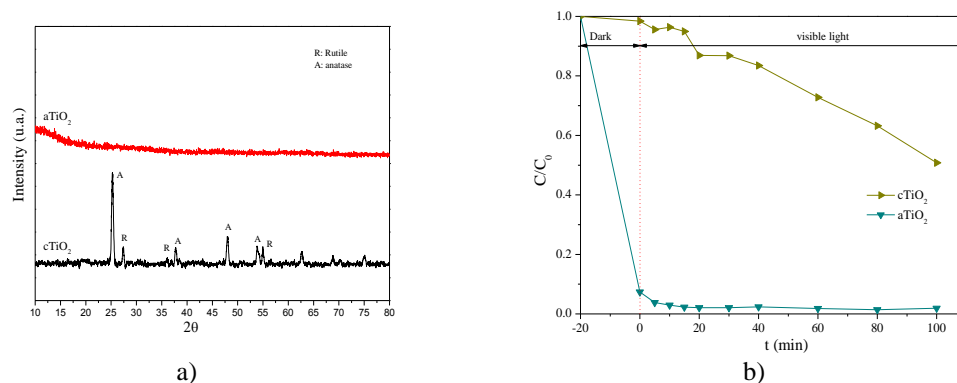 R: Rutile
A: anatase
aTiO2
cTiO2
A
R
R
A
A
A
R
Intensity (u.a.)
10 15 20 25 30 35 40 45 50 55 60 65 70 75 80
2θ
a)
Dark
visible light
1.0
0.8
0.6
0.4
0.2
0.0
C/C0
cTiO2
aTiO2
-20 0 20 40 60 80 100
t (min)
b)